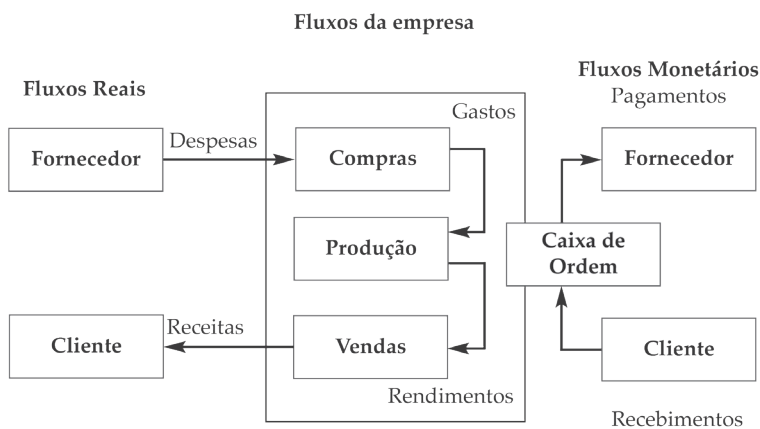 Fluxos da empresa
Fluxos Reais
Fluxos Monetários
Pagamentos
Gastos
Fornecedor
Despesas
Compras
Fornecedor
Produção
Caixa de
Ordem
Cliente
Receitas
Vendas
Cliente
Rendimentos
Recebimentos